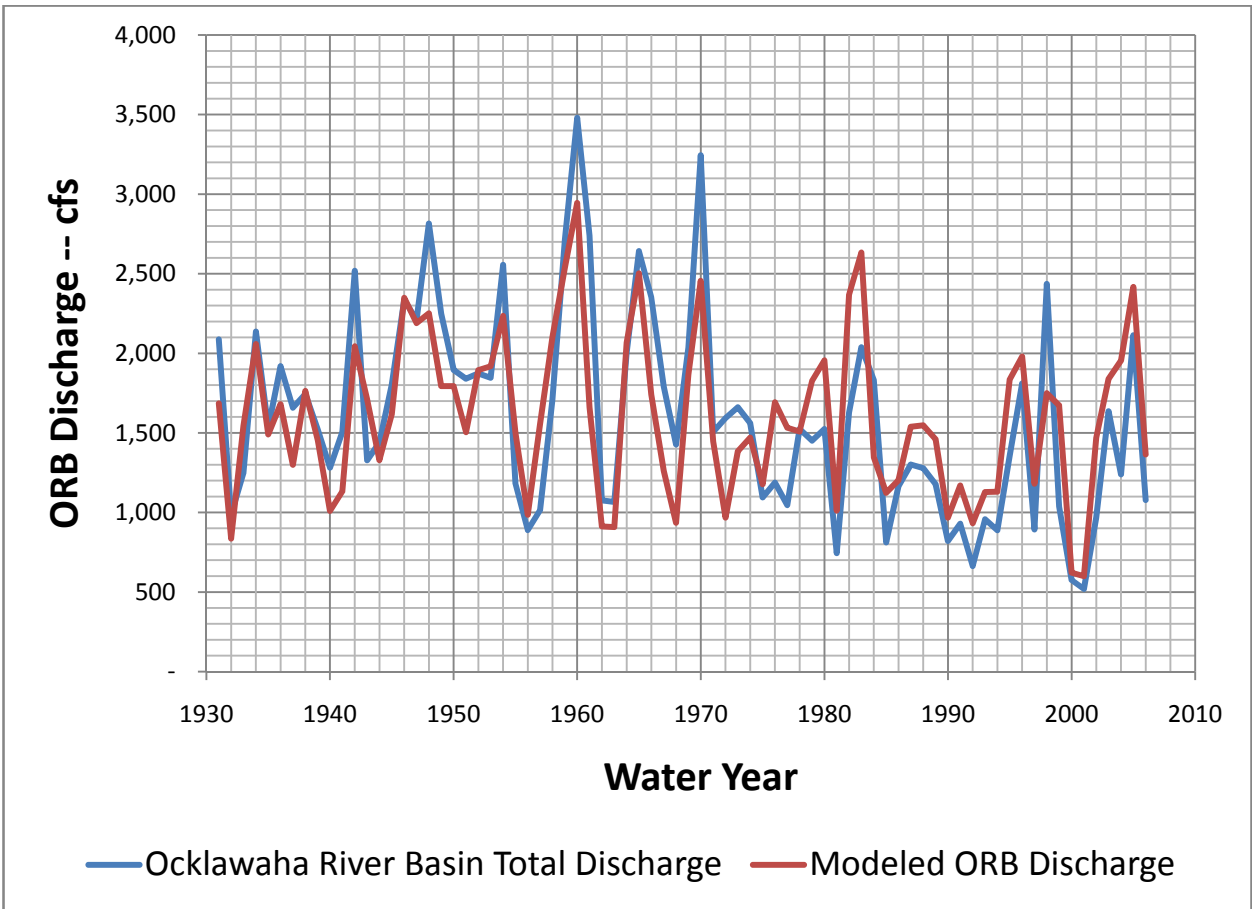 4,000
3,500
3,000
2,500
2,000
1,500
1,000
500
-
ORB Discharge -- cfs
1930 1940 1950 1960 1970 1980 1990 2000 2010
Water Year
Ocklawaha River Basin Total Discharge Modeled ORB Discharge